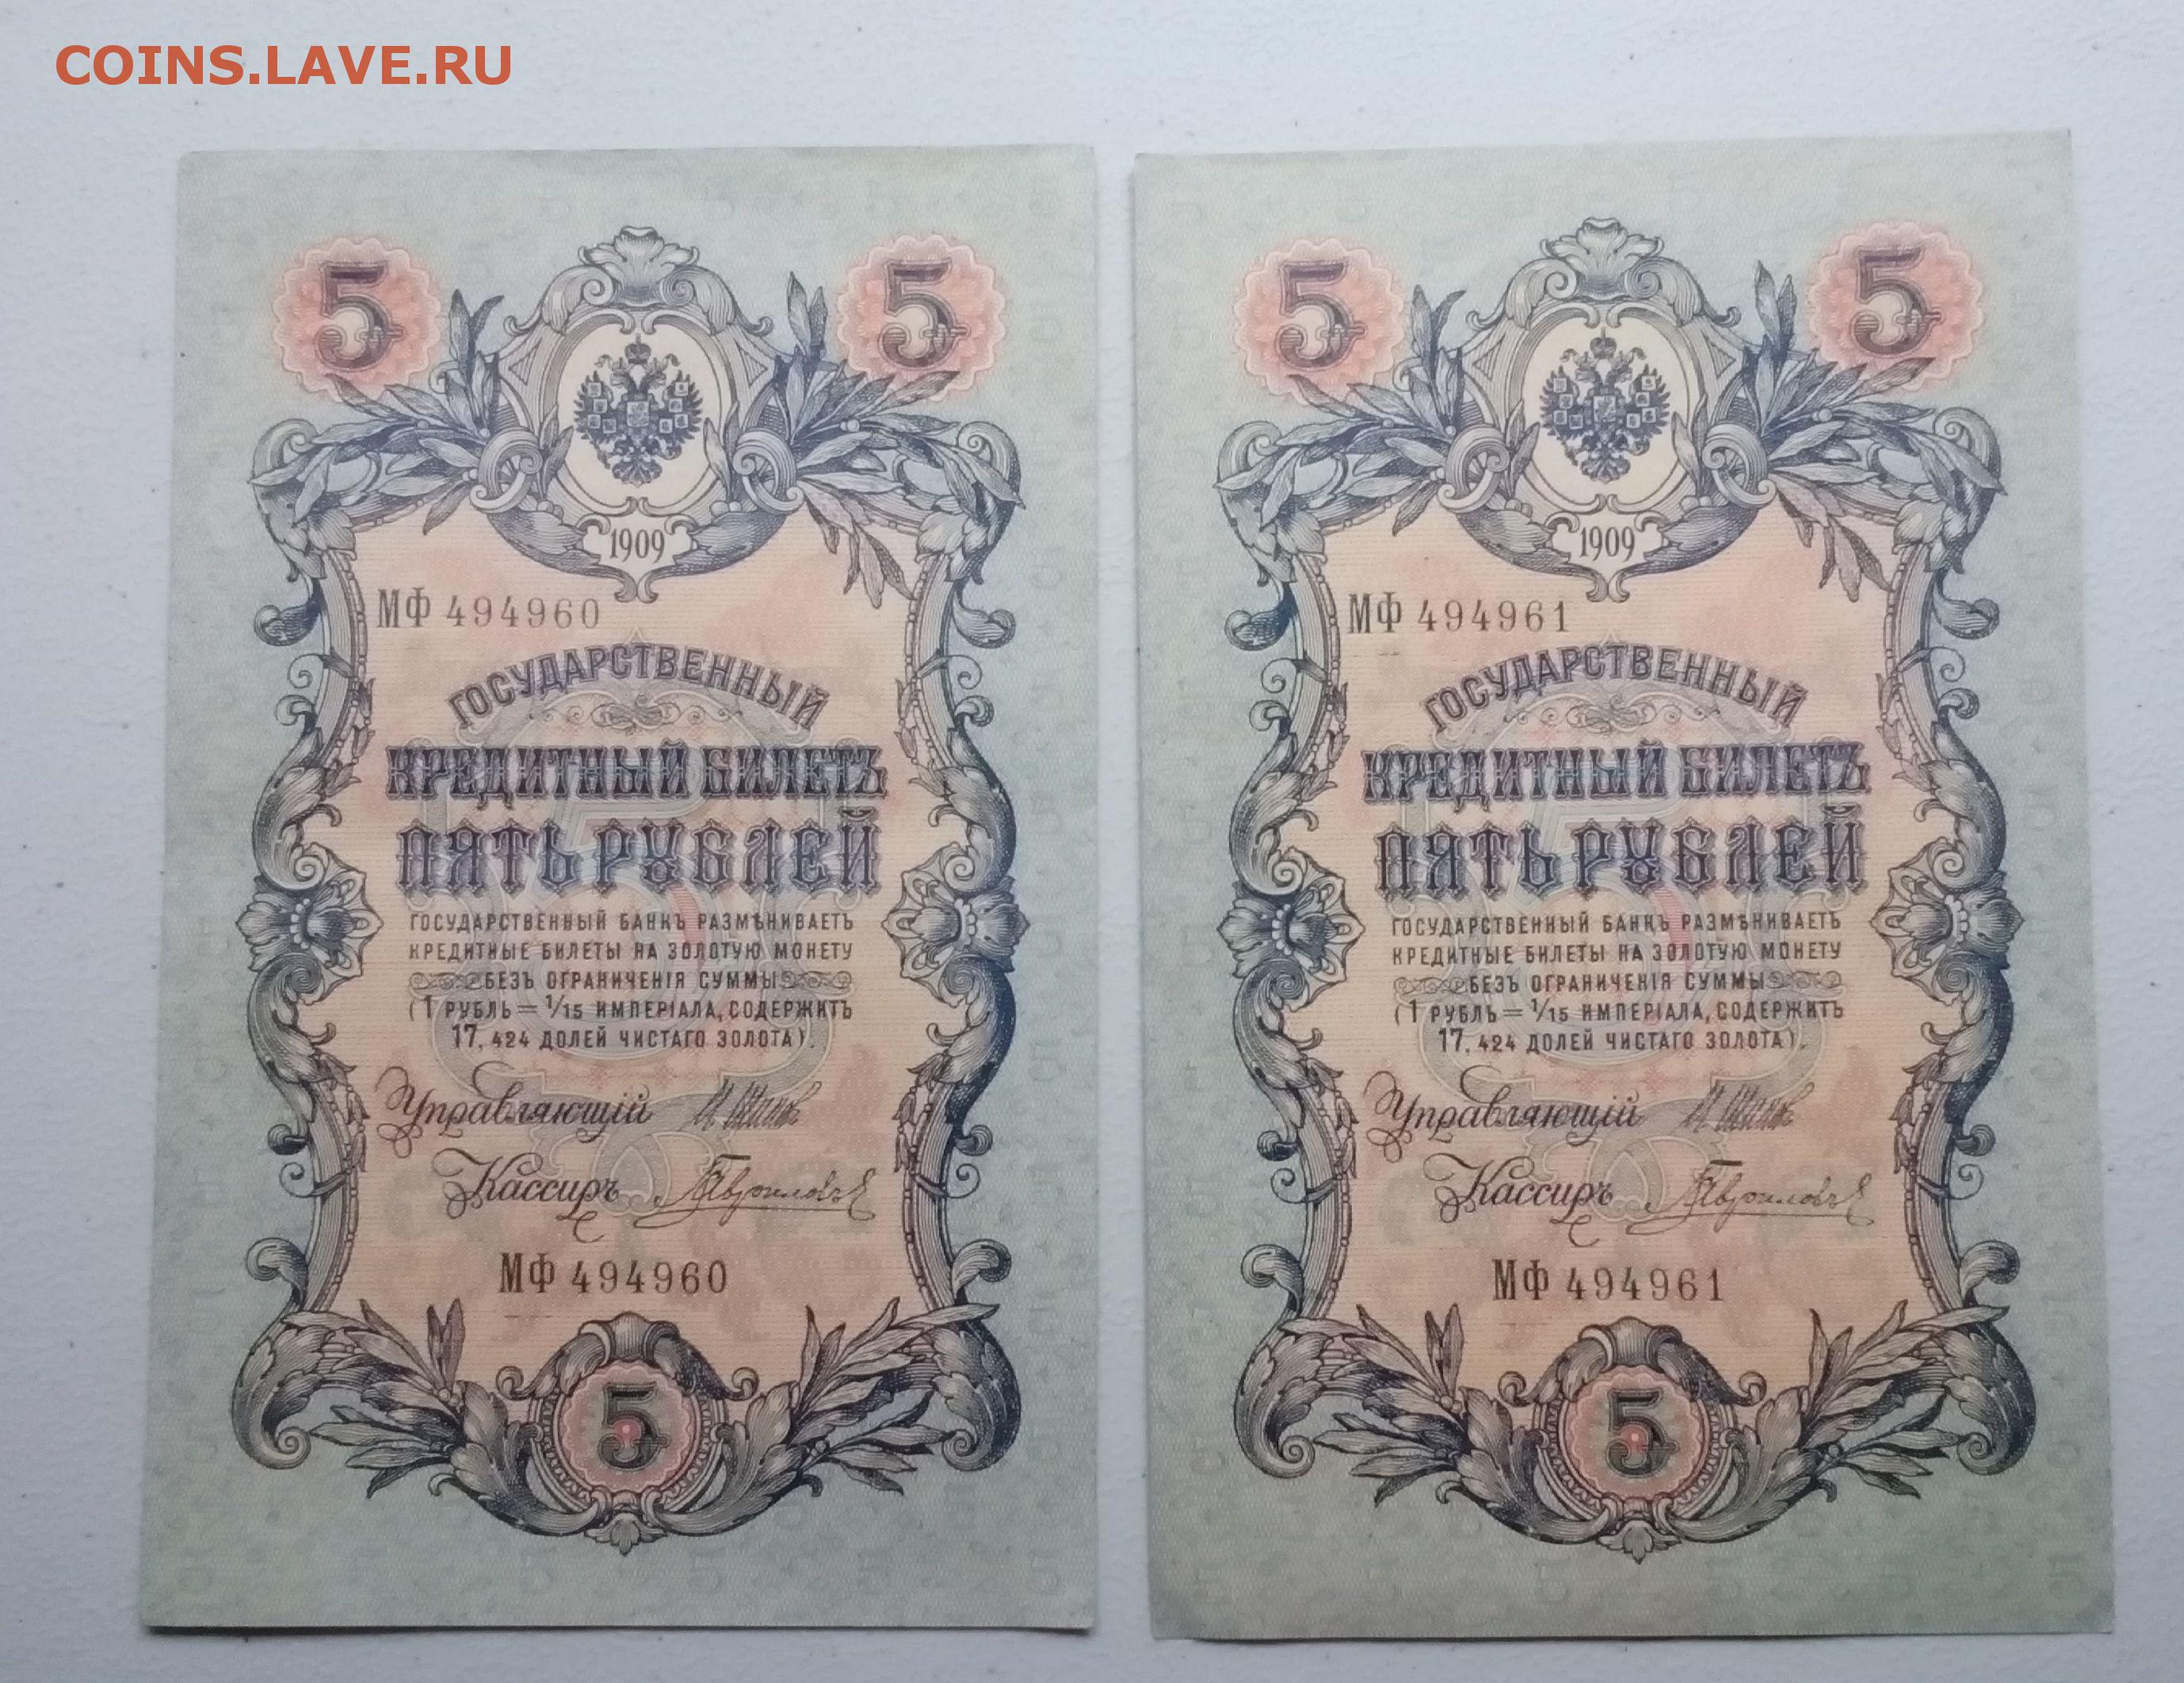 COINS.LAVE.RU
5 5
1909
МФ 494960
ГОСУДАРСТВЕННЫЙ
КРЕДИТНЫЙ БИЛЕТЪ
ПЯТЬ РУБЛЕЙ
ГОСУДАРСТВЕННЫЙ БАНКЪ РАЗМѢНИВАЕТЪ
КРЕДИТНЫЕ БИЛЕТЫ НА ЗОЛОТУЮ МОНЕТУ
БЕЗЪ ОГРАНИЧЕНІЯ СУММЫ
(1 РУБЛЬ = 1/15 ИМПЕРІАЛА, СОДЕРЖИТЪ
17,424 ДОЛЕЙ ЧИСТАГО ЗОЛОТА).
Управляющій И Шипов
Кассиръ Гавриловъ
МФ 494960
5
5 5
1909
МФ 494961
ГОСУДАРСТВЕННЫЙ
КРЕДИТНЫЙ БИЛЕТЪ
ПЯТЬ РУБЛЕЙ
ГОСУДАРСТВЕННЫЙ БАНКЪ РАЗМѢНИВАЕТЪ
КРЕДИТНЫЕ БИЛЕТЫ НА ЗОЛОТУЮ МОНЕТУ
БЕЗЪ ОГРАНИЧЕНІЯ СУММЫ
(1 РУБЛЬ = 1/15 ИМПЕРІАЛА, СОДЕРЖИТЪ
17,424 ДОЛЕЙ ЧИСТАГО ЗОЛОТА).
Управляющій И Шипов
Кассиръ Гавриловъ
МФ 494961
5